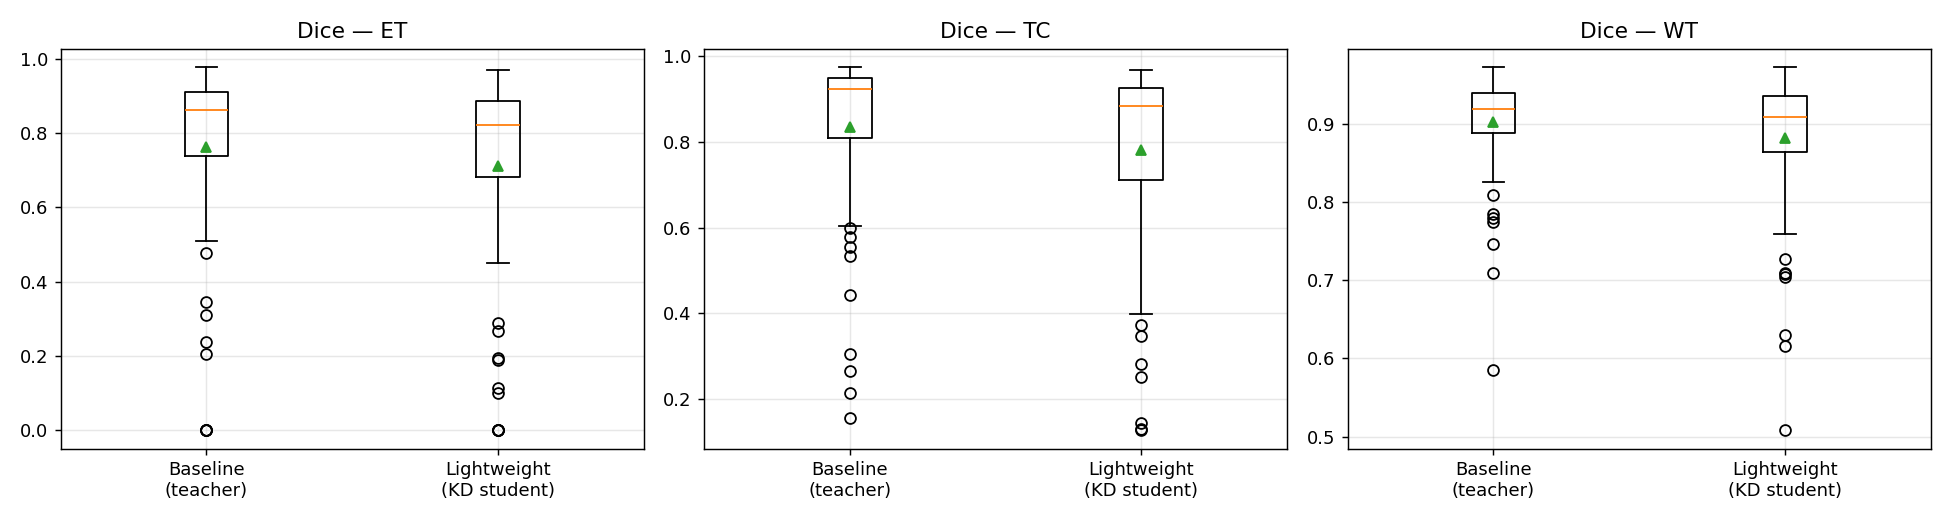 Dice — ET
1.0
0.8
0.6
0.4
0.2
0.0
Baseline
(teacher)
Lightweight
(KD student)
Dice — TC
1.0
0.8
0.6
0.4
0.2
Baseline
(teacher)
Lightweight
(KD student)
Dice — WT
0.9
0.8
0.7
0.6
0.5
Baseline
(teacher)
Lightweight
(KD student)